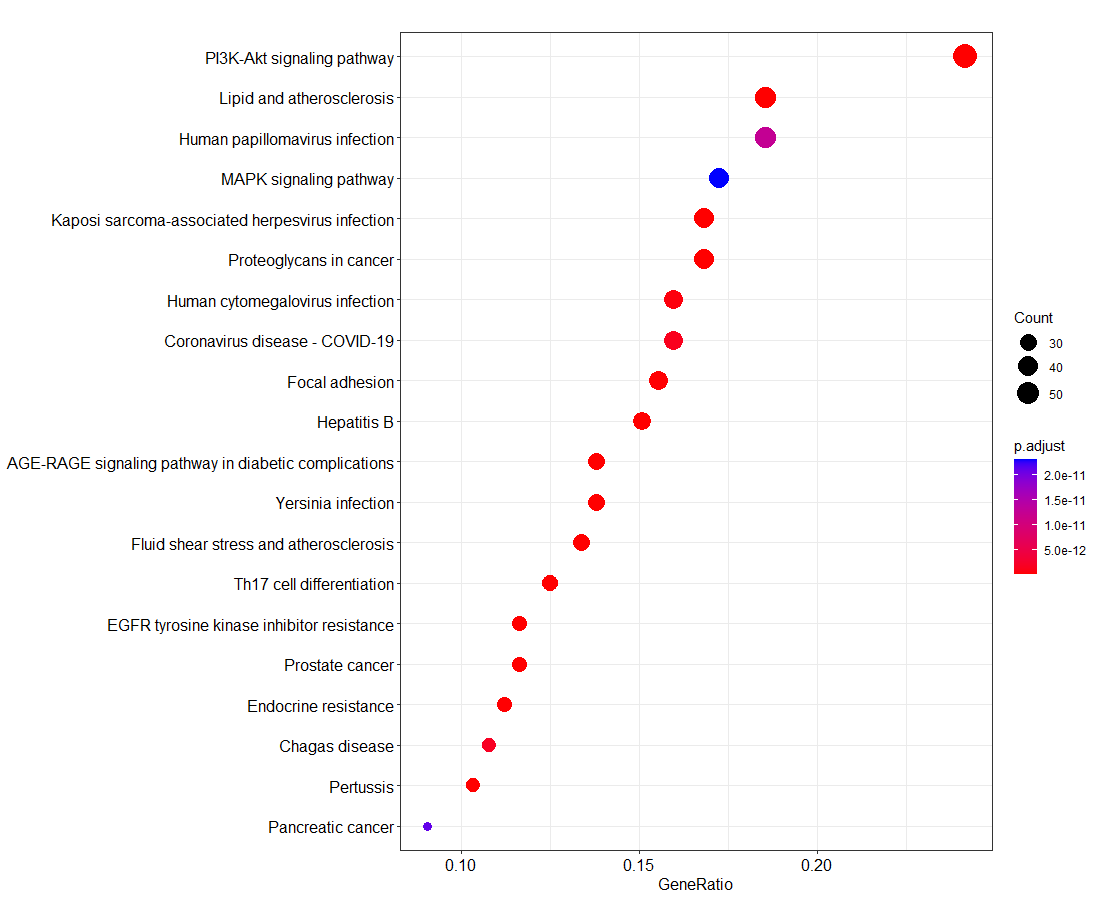 PI3K-Akt signaling pathway
Lipid and atherosclerosis
Human papillomavirus infection
MAPK signaling pathway
Kaposi sarcoma-associated herpesvirus infection
Proteoglycans in cancer
Human cytomegalovirus infection
Coronavirus disease - COVID-19
Focal adhesion
Hepatitis B
AGE-RAGE signaling pathway in diabetic complications
Yersinia infection
Fluid shear stress and atherosclerosis
Th17 cell differentiation
EGFR tyrosine kinase inhibitor resistance
Prostate cancer
Endocrine resistance
Chagas disease
Pertussis
Pancreatic cancer
0.10 0.15 0.20
GeneRatio
Count
30
40
50
p.adjust
2.0e-11
1.5e-11
1.0e-11
5.0e-12